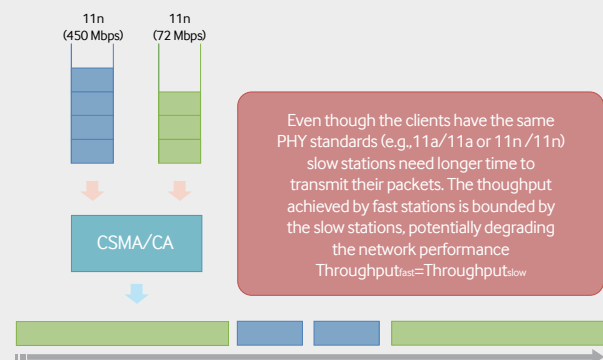 11n
(450 Mbps)
11n
(72 Mbps)
Even though the clients have the same
PHY standards (e.g.,11a/11a or 11n /11n)
slow stations need longer time to
transmit their packets. The thoughput
achieved by fast stations is bounded by
the slow stations, potentially degrading
the network performance
Throughputfast=Throughputslow
CSMA/CA